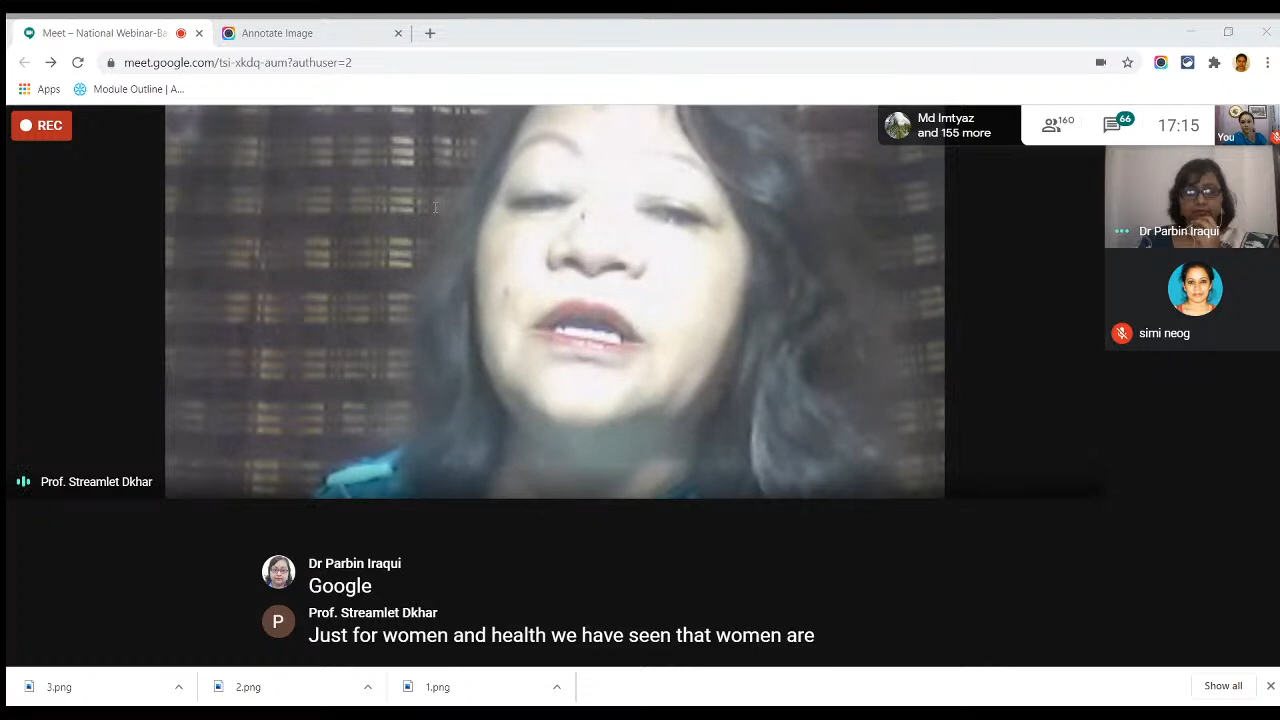 Meet – National Webinar-Ba
Annotate Image
meet.google.com/tsi-xkdq-aum?authuser=2
Apps
Module Outline | A...
REC
Md Imtyaz
and 155 more
160
66
17:15
You
Dr Parbin Iraqui
simi neog
Prof. Streamlet Dkhar
Dr Parbin Iraqui
Google
P
Prof. Streamlet Dkhar
Just for women and health we have seen that women are
3.png
2.png
1.png
Show all